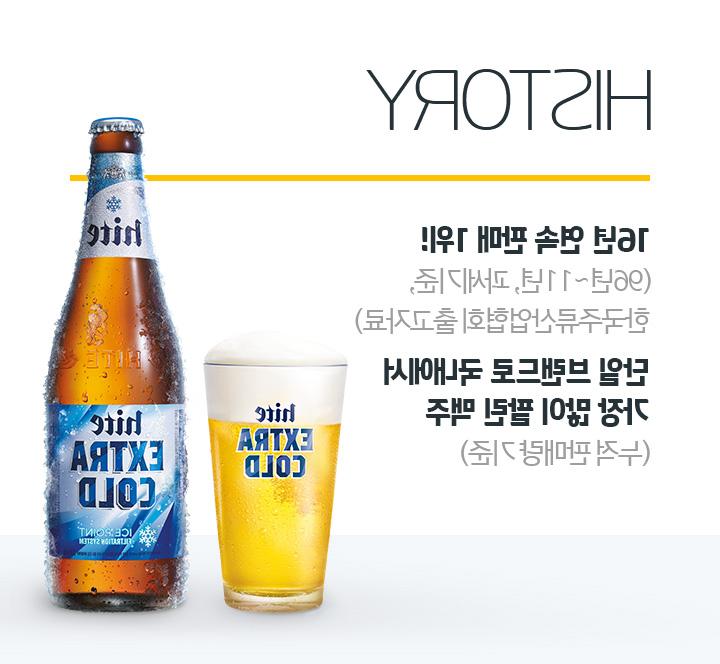 HISTORY
16년 연속 판매 1위!
(96년~11년, 과세기준,
한국주류산업협회 출고자료)
단일 브랜드로 국내에서
가장 많이 팔린 맥주
(누적판매량 기준)
hite
HITE
hite
EXTRA
COLD
ICE POINT
FILTRATION SYSTEM
hite
EXTRA
COLD